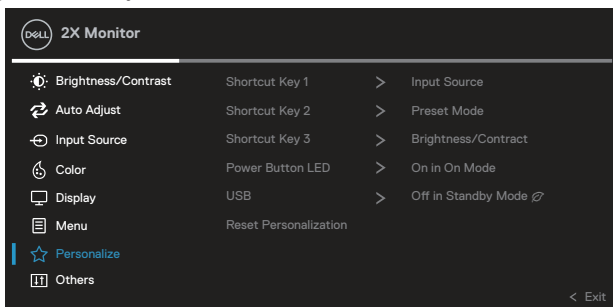 DELL 2X Monitor
Brightness/Contrast Shortcut Key 1 > Input Source
Auto Adjust Shortcut Key 2 > Preset Mode
Input Source Shortcut Key 3 > Brightness/Contract
Color Power Button LED > On in On Mode
Display USB > Off in Standby Mode
Menu Reset Personalization
Personalize
Others
< Exit